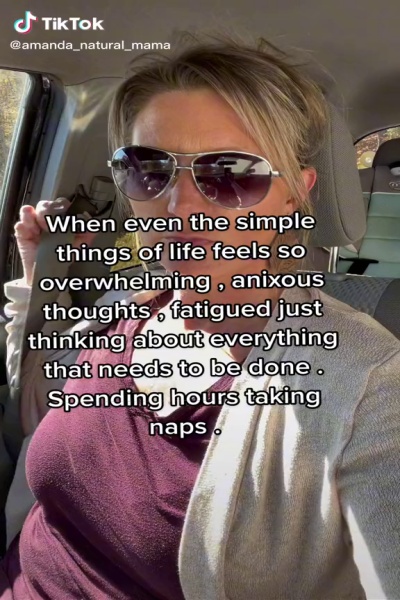 TikTok
@amanda_natural_mama
When even the simple
things of life feels so
overwhelming , anixous
thoughts , fatigued just
thinking about everything
that needs to be done .
Spending hours taking
naps .